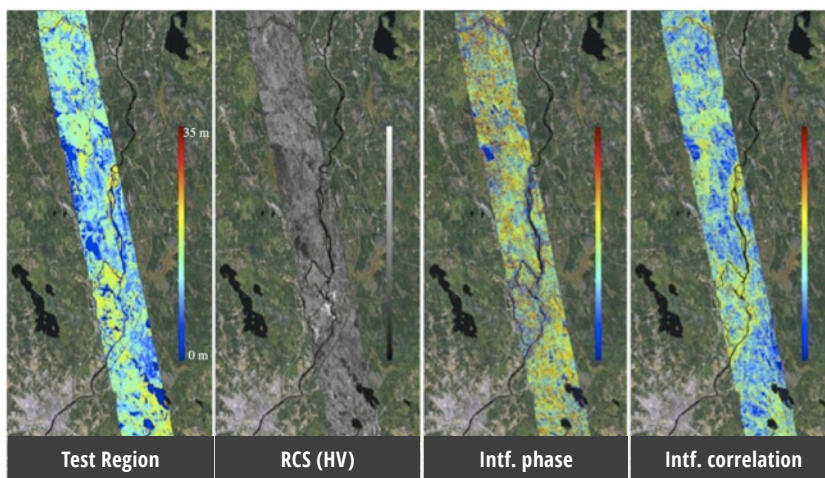 35 m
0 m
Test Region
RCS (HV)
Intf. phase
Intf. correlation